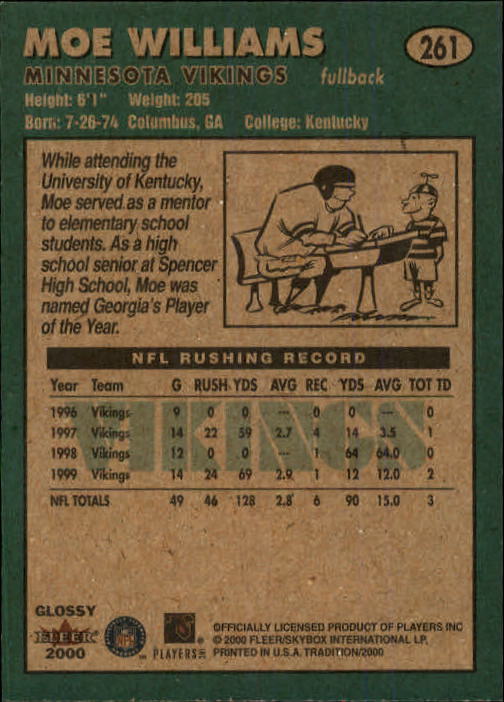 MOE WILLIAMS
261
MINNESOTA VIKINGS fullback
Height: 6'1" Weight: 205
Born: 7-26-74 Columbus, GA College: Kentucky
While attending the
University of Kentucky,
Moe served as a mentor
to elementary school
students. As a high
school senior at Spencer
High School, Moe was
named Georgia's Player
of the Year.
NFL RUSHING RECORD
Year Team G RUSH YDS AVG REC YDS AVG TOT TD
1996 Vikings 9 0 0 --- 0 0 --- 0
1997 Vikings 14 22 59 2.7 4 14 3.5 1
1998 Vikings 12 0 0 --- 1 64 64.0 0
1999 Vikings 14 24 69 2.9 1 12 12.0 2
NFL TOTALS 49 46 128 2.8 6 90 15.0 3
VIKINGS
GLOSSY
FLEER
2000
NFL
PLAYERS INC
OFFICIALLY LICENSED PRODUCT OF PLAYERS INC
© 2000 FLEER/SKYBOX INTERNATIONAL LP.
PRINTED IN U.S.A. TRADITION/2000